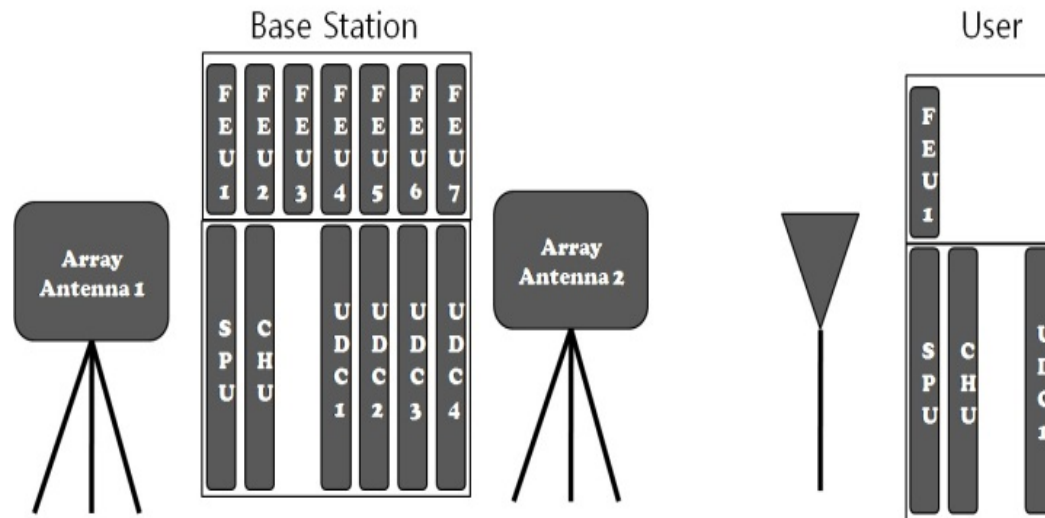 Base Station
User
FEU1
FEU2
FEU3
FEU4
FEU5
FEU6
FEU7
FEU1
Array
Antenna 1
Array
Antenna 2
SPU
CHU
UDC1
UDC2
UDC3
UDC4
SPU
CHU